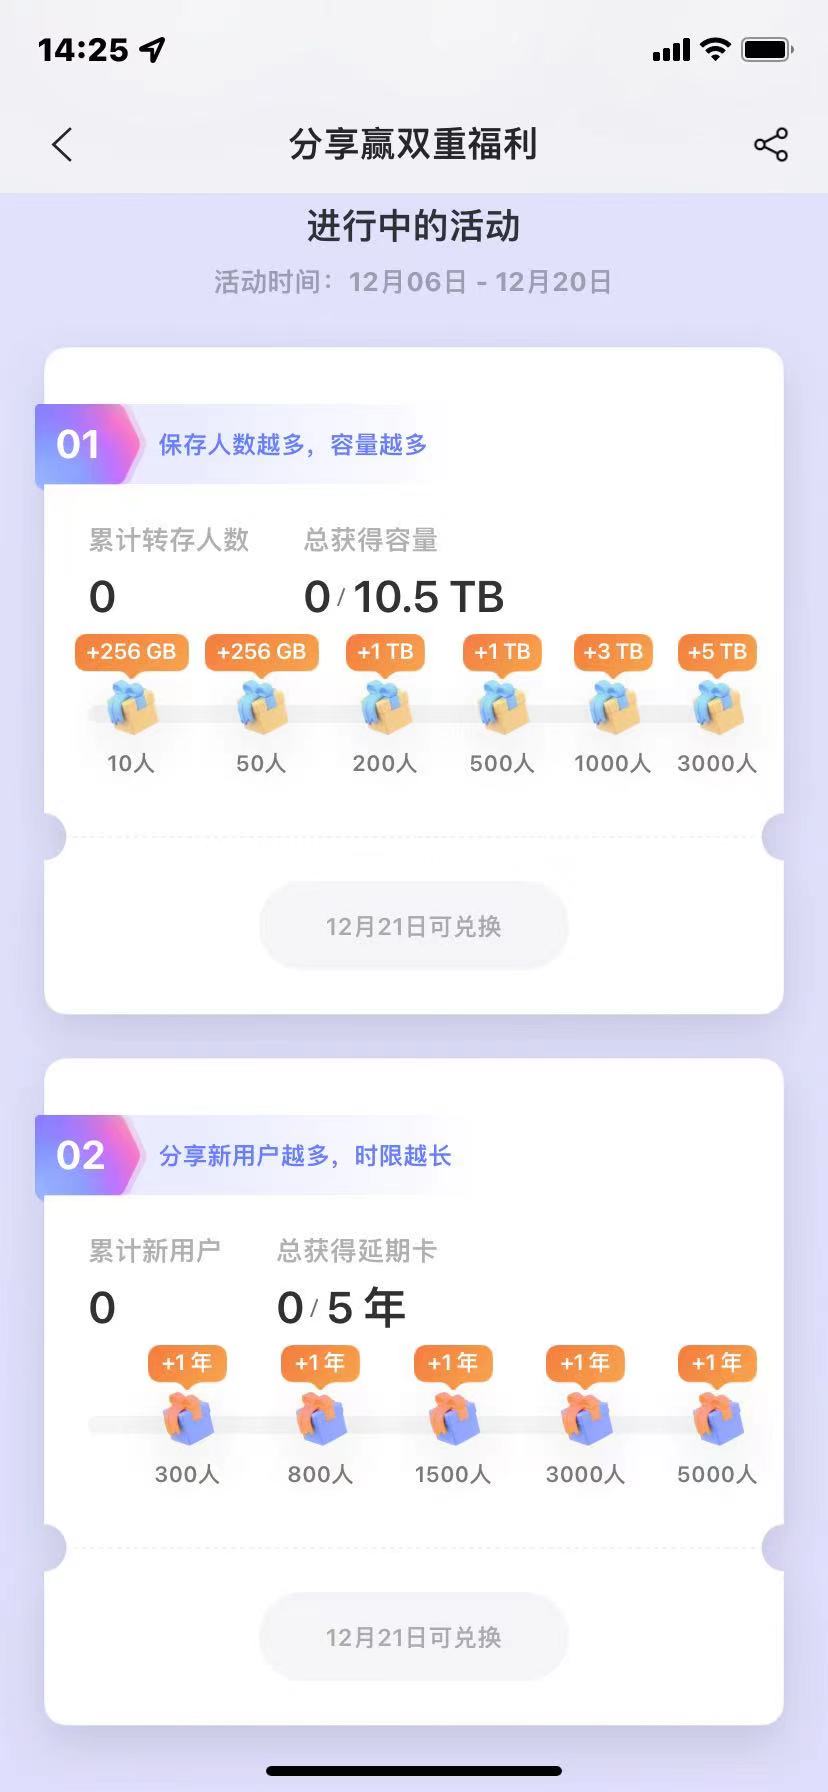 14:25
分享赢双重福利
进行中的活动
活动时间：12月06日 - 12月20日
01 保存人数越多，容量越多
累计转存人数 总获得容量
0 0 / 10.5 TB
+256 GB +256 GB +1 TB +1 TB +3 TB +5 TB
10人 50人 200人 500人 1000人 3000人
12月21日可兑换
02 分享新用户越多，时限越长
累计新用户 总获得延期卡
0 0 / 5 年
+1 年 +1 年 +1 年 +1 年 +1 年
300人 800人 1500人 3000人 5000人
12月21日可兑换